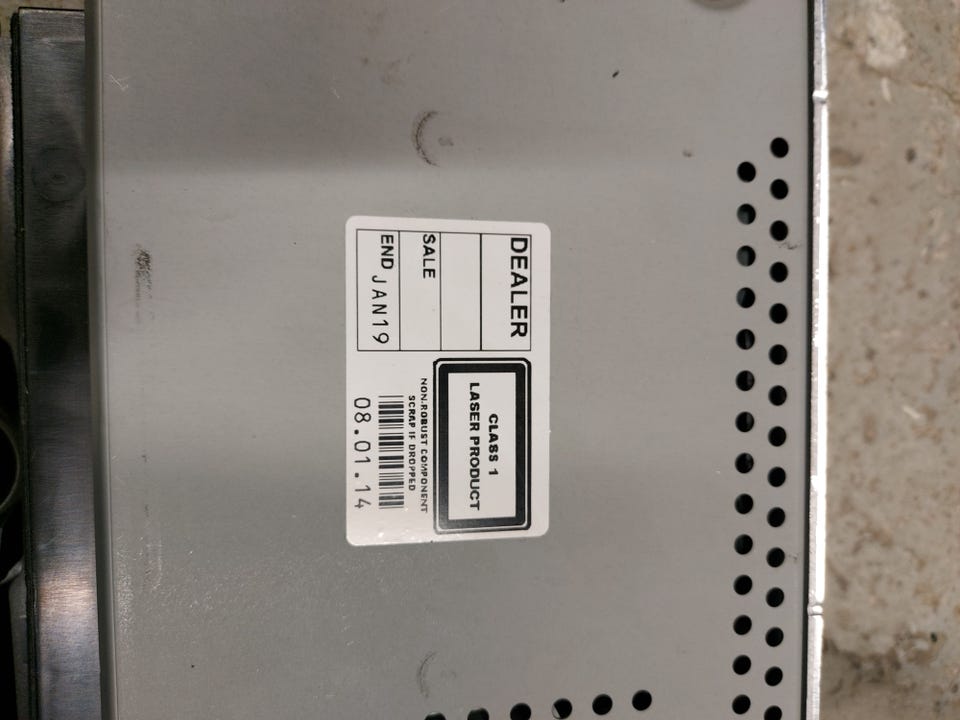 DEALER
SALE
END JAN19
CLASS 1
LASER PRODUCT
NON.ROBUST COMPONENT
SCRAP IF DROPPED
08.01.14